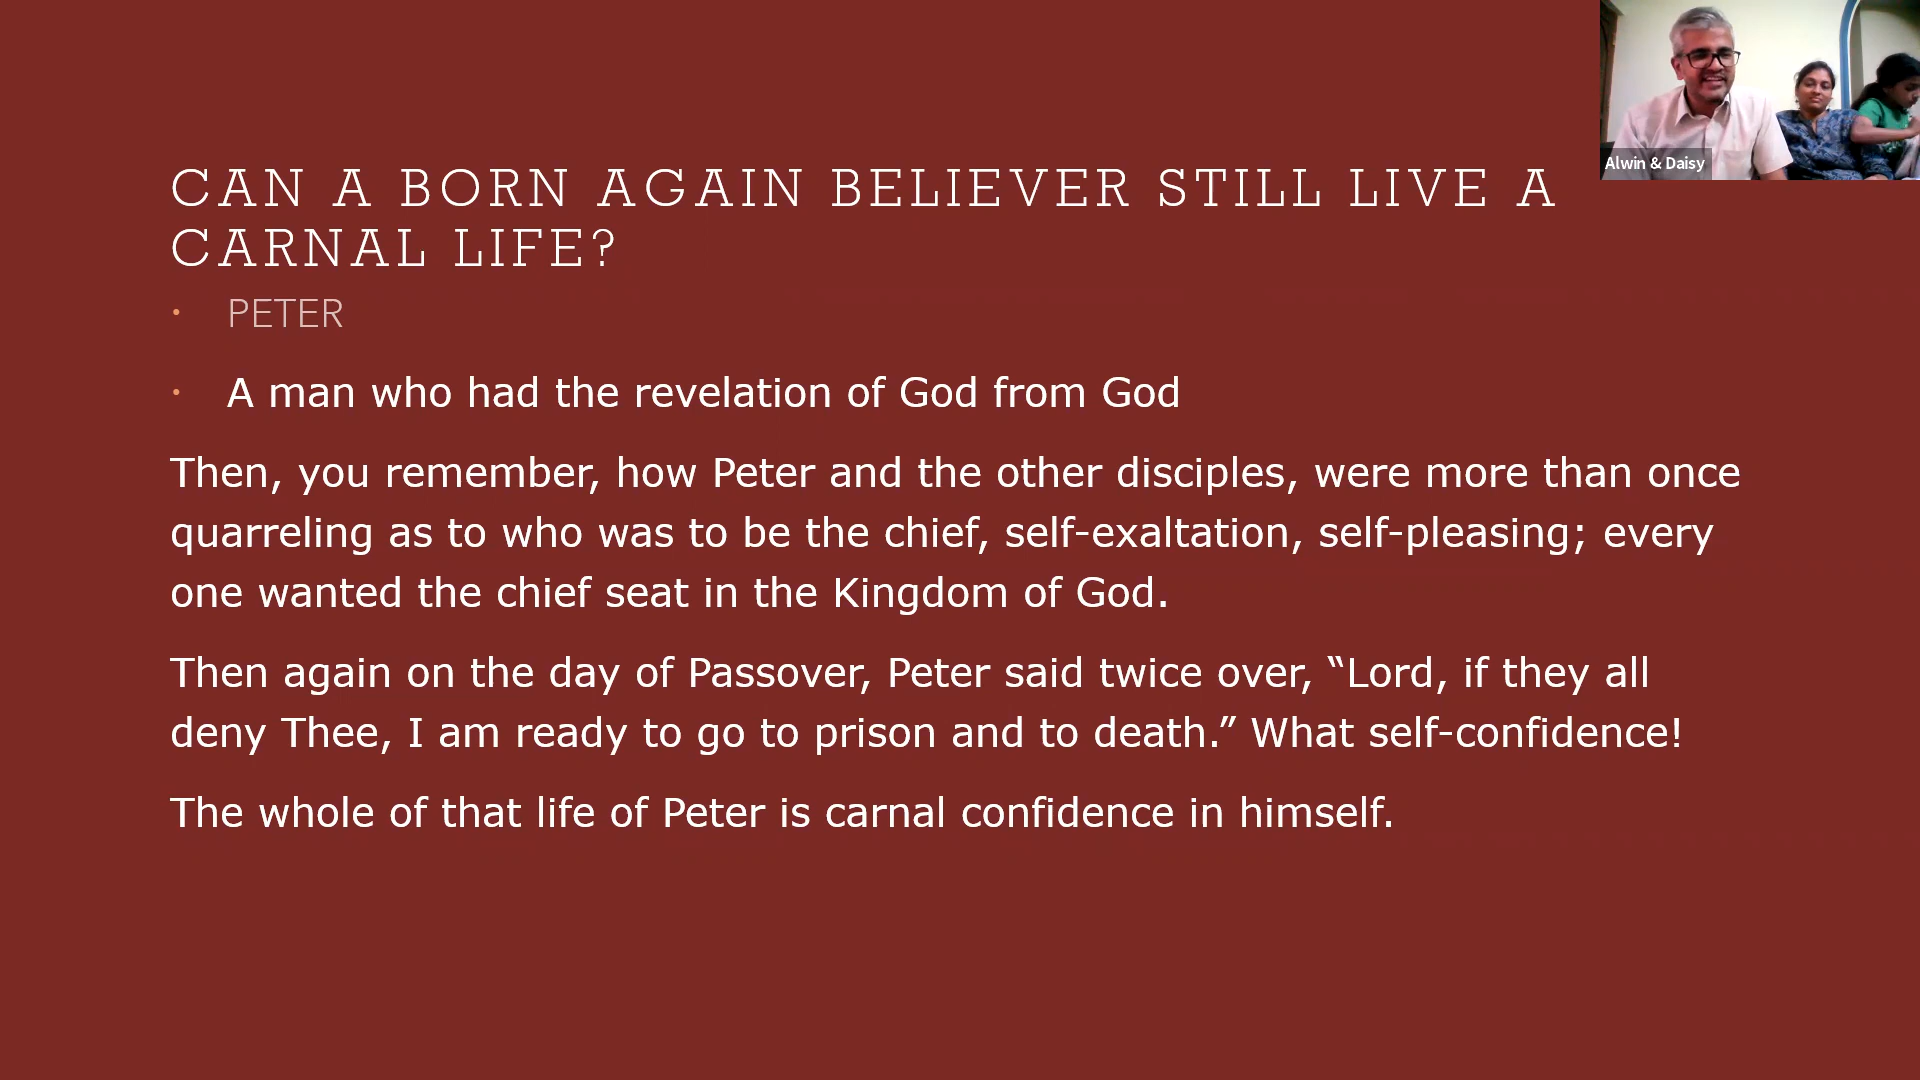 Alwin & Daisy
CAN A BORN AGAIN BELIEVER STILL LIVE A
CARNAL LIFE?
• PETER
• A man who had the revelation of God from God
Then, you remember, how Peter and the other disciples, were more than once
quarreling as to who was to be the chief, self-exaltation, self-pleasing; every
one wanted the chief seat in the Kingdom of God.
Then again on the day of Passover, Peter said twice over, “Lord, if they all
deny Thee, I am ready to go to prison and to death.” What self-confidence!
The whole of that life of Peter is carnal confidence in himself.